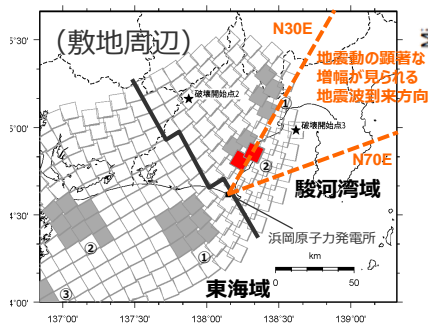 (敷地周辺)
N30E
地震動の顕著な
増幅が見られる
地震波到来方向
5°30'
破壊開始点2
①
破壊開始点3
5°00'
②
N70E
駿河湾域
4°30'
浜岡原子力発電所
②
①
km
東海域
0 50
③
4°00'
137°00' 137°30' 138°00' 138°30' 139°00'